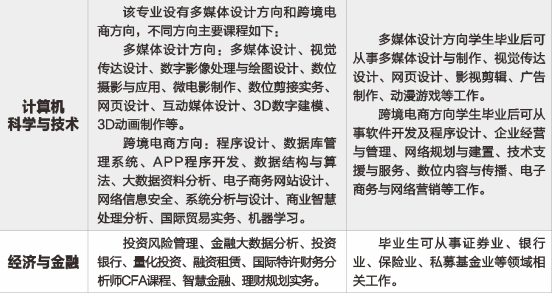 计算机
科学与技术
该专业设有多媒体设计方向和跨境电
商方向，不同方向主要课程如下：
多媒体设计方向：多媒体设计、视觉
传达设计、数字影像处理与绘图设计、数位
摄影与应用、微电影制作、数位剪接实务、
网页设计、互动媒体设计、3D数字建模、
3D动画制作等。
跨境电商方向：程序设计、数据库管
理系统、APP程序开发、数据结构与算
法、大数据资料分析、电子商务网站设计、
网络信息安全、系统分析与设计、商业智慧
处理分析、国际贸易实务、机器学习。
多媒体设计方向学生毕业后可
从事多媒体设计与制作、视觉传达
设计、网页设计、影视剪辑、广告
制作、动漫游戏等工作。
跨境电商方向学生毕业后可从
事软件开发及程序设计、企业经营
与管理、网络规划与建置、技术支
援与服务、数位内容与传播、电子
商务与网络营销等工作。
经济与金融
投资风险管理、金融大数据分析、投资
银行、量化投资、融资租赁、国际特许财务分
析师CFA课程、智慧金融、理财规划实务。
毕业生可从事证券业、银行
业、保险业、私募基金业等领域相
关工作。